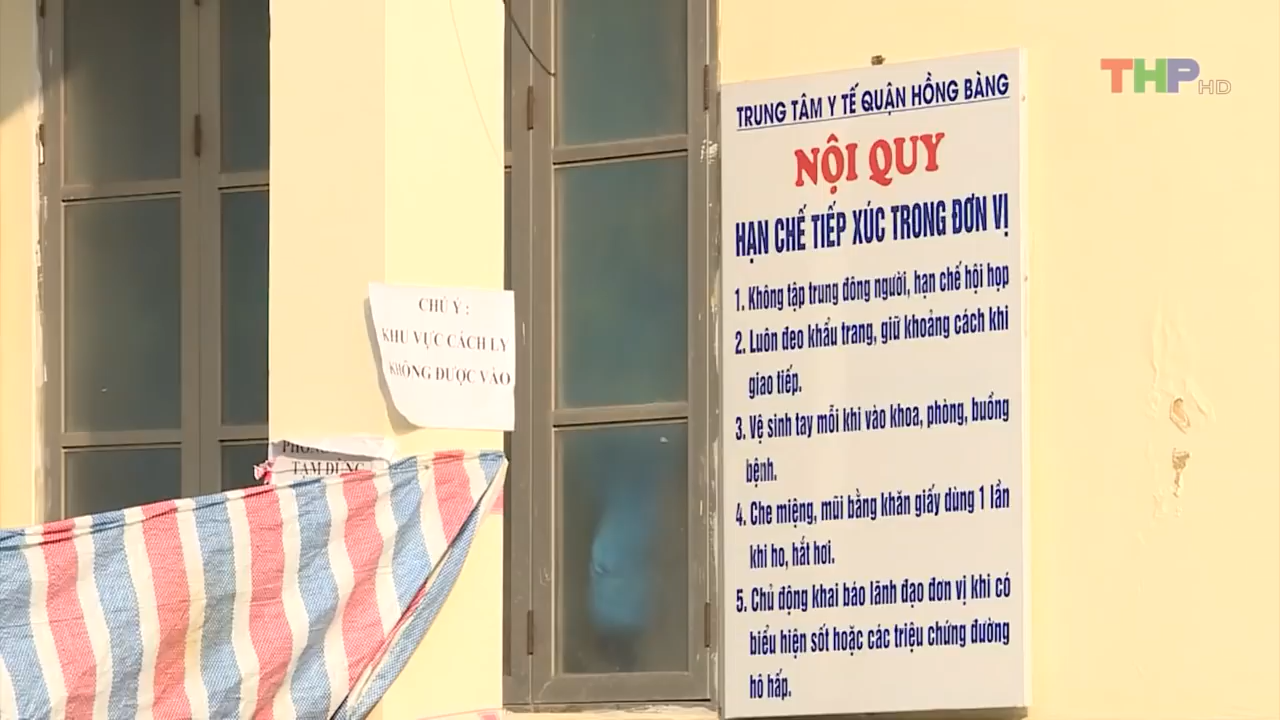 THP HD
TRUNG TÂM Y TẾ QUẬN HỒNG BÀNG
NỘI QUY
HẠN CHẾ TIẾP XÚC TRONG ĐƠN VỊ
1. Không tập trung đông người, hạn chế hội họp
2. Luôn đeo khẩu trang, giữ khoảng cách khi
giao tiếp.
3. Vệ sinh tay mỗi khi vào khoa, phòng, buồng
bệnh.
4. Che miệng, mũi bằng khăn giấy dùng 1 lần
khi ho, hắt hơi.
5. Chủ động khai báo lãnh đạo đơn vị khi có
biểu hiện sốt hoặc các triệu chứng đường
hô hấp.
CHÚ Ý :
KHU VỰC CÁCH LY
KHÔNG ĐƯỢC VÀO
PHÒNG
TẠM DỪNG